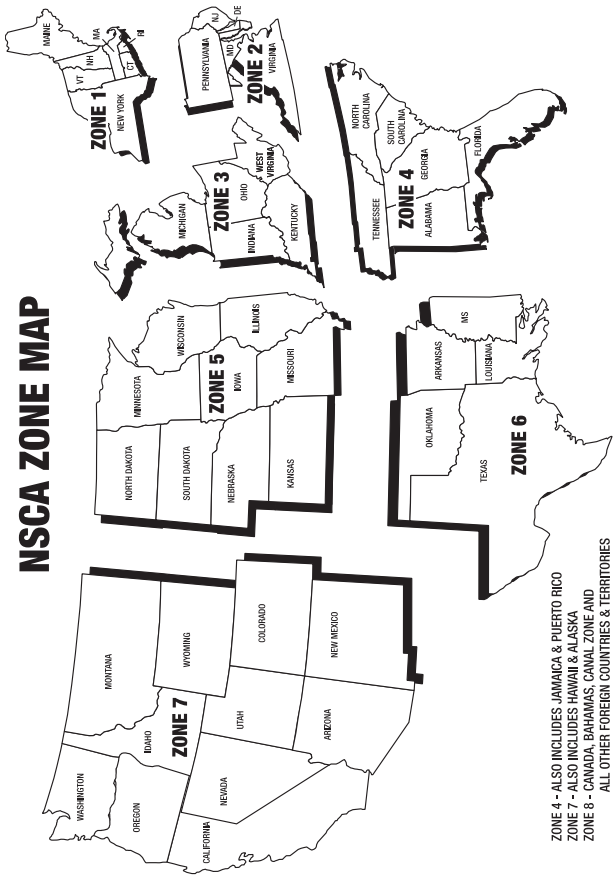 NSCA ZONE MAP
WASHINGTON
OREGON
CALIFORNIA
NEVADA
IDAHO
ZONE 7
MONTANA
WYOMING
UTAH
COLORADO
ARIZONA
NEW MEXICO
NORTH DAKOTA
SOUTH DAKOTA
NEBRASKA
KANSAS
MINNESOTA
ZONE 5
IOWA
MISSOURI
WISCONSIN
ILLINOIS
OKLAHOMA
TEXAS
ZONE 6
ARKANSAS
LOUISIANA
MS
MICHIGAN
ZONE 3
INDIANA
OHIO
WEST
VIRGINIA
KENTUCKY
TENNESSEE
ZONE 4
ALABAMA
NORTH
CAROLINA
SOUTH
CAROLINA
GEORGIA
FLORIDA
ZONE 1
NEW YORK
VT
NH
MAINE
MA
CT
RI
PENNSYLVANIA
NJ
DE
MD
ZONE 2
VIRGINIA
ZONE 4 - ALSO INCLUDES JAMAICA & PUERTO RICO
ZONE 7 - ALSO INCLUDES HAWAII & ALASKA
ZONE 8 - CANADA, BAHAMAS, CANAL ZONE AND
ALL OTHER FOREIGN COUNTRIES & TERRITORIES